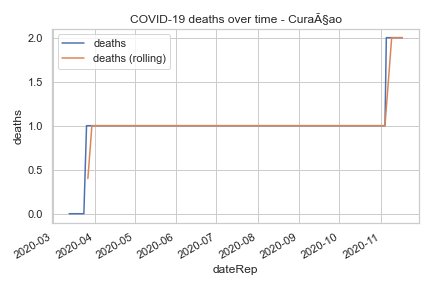 COVID-19 deaths over time - CuraÃ§ao
deaths
deaths (rolling)
2.0
1.5
1.0
0.5
0.0
deaths
2020-03
2020-04
2020-05
2020-06
2020-07
2020-08
2020-09
2020-10
2020-11
dateRep